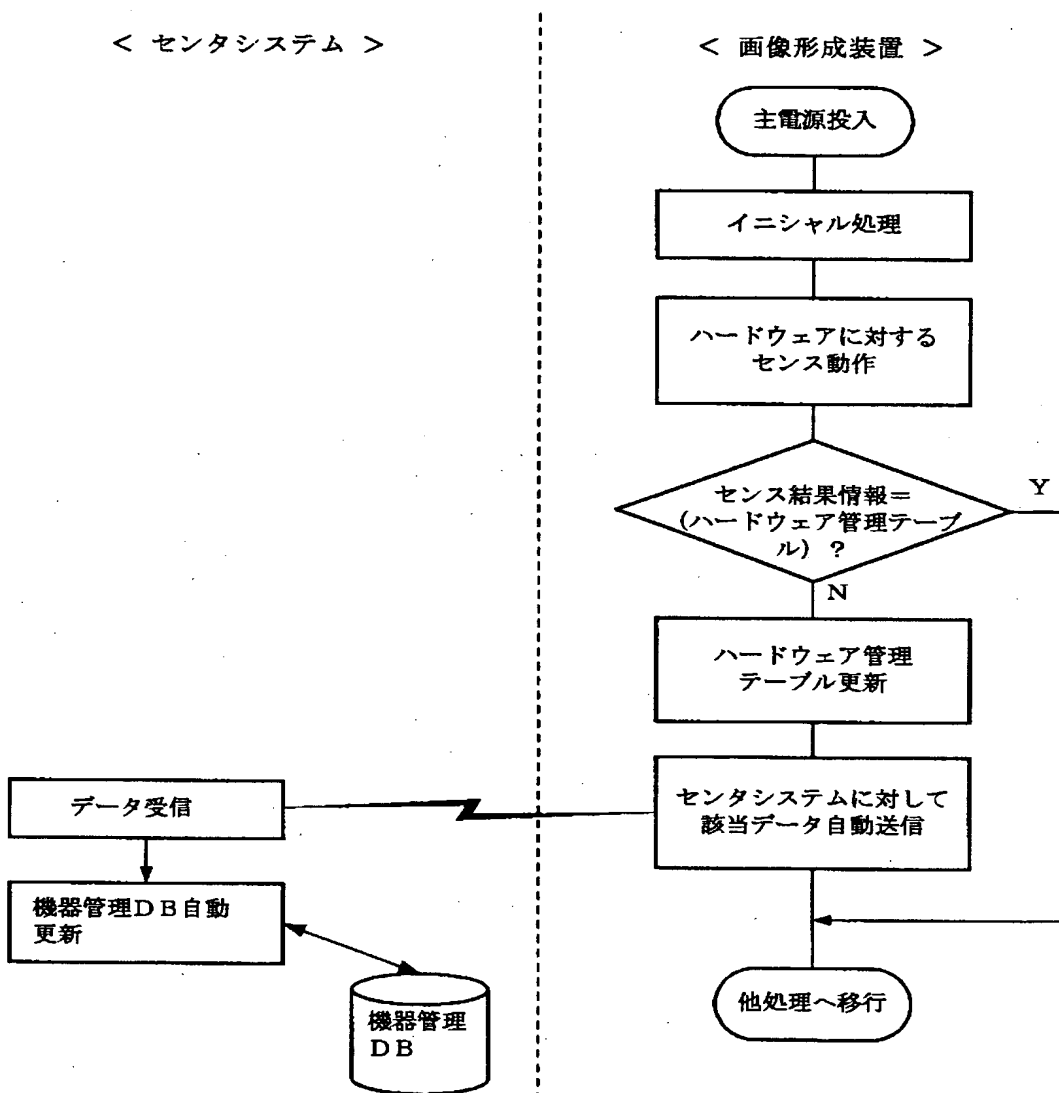 ＜ センタシステム ＞
＜ 画像形成装置 ＞
主電源投入
イニシャル処理
ハードウェアに対する
センス動作
センス結果情報＝
(ハードウェア管理テーブ
ル) ？
Y
N
ハードウェア管理
テーブル更新
センタシステムに対して
該当データ自動送信
データ受信
機器管理ＤＢ自動
更新
機器管理
ＤＢ
他処理へ移行